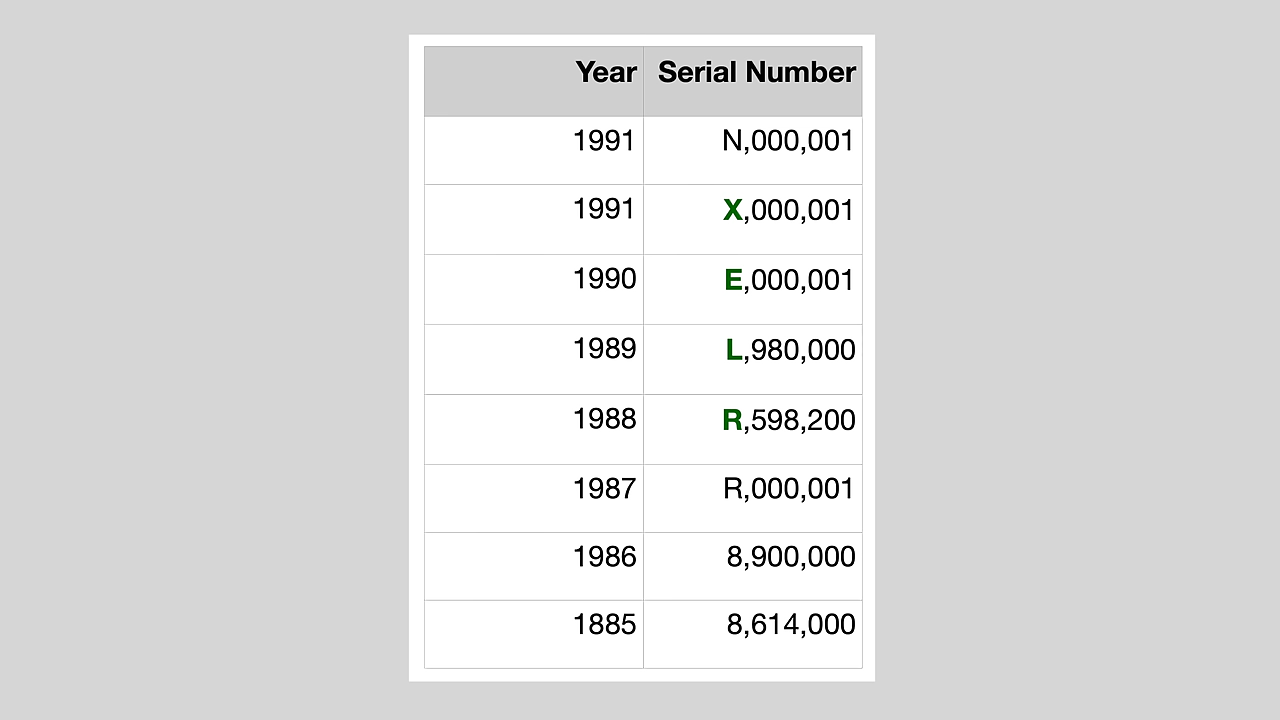 Year Serial Number
1991 N,000,001
1991 X,000,001
1990 E,000,001
1989 L,980,000
1988 R,598,200
1987 R,000,001
1986 8,900,000
1885 8,614,000